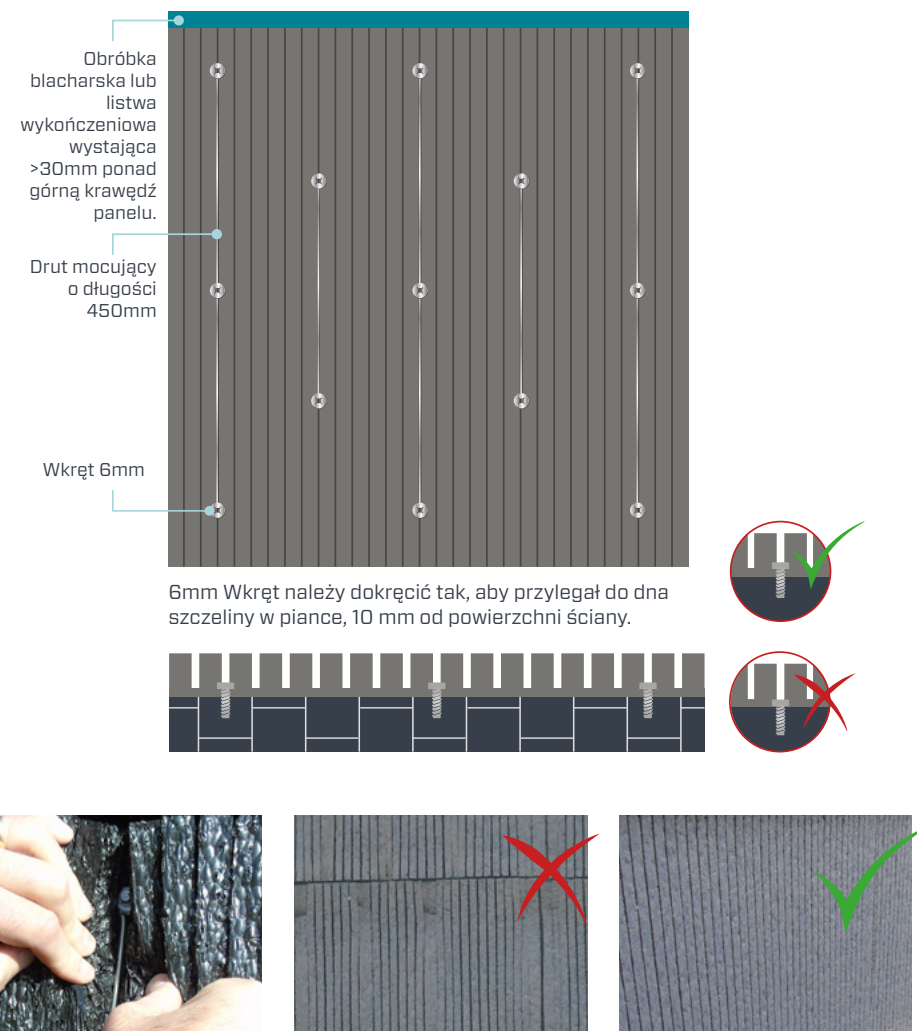 Obróbka
blacharska lub
listwa
wykończeniowa
wystająca
>30mm ponad
górną krawędź
panelu.
Drut mocujący
o długości
450mm
Wkręt 6mm
6mm Wkręt należy dokręcić tak, aby przylegał do dna
szczeliny w piance, 10 mm od powierzchni ściany.